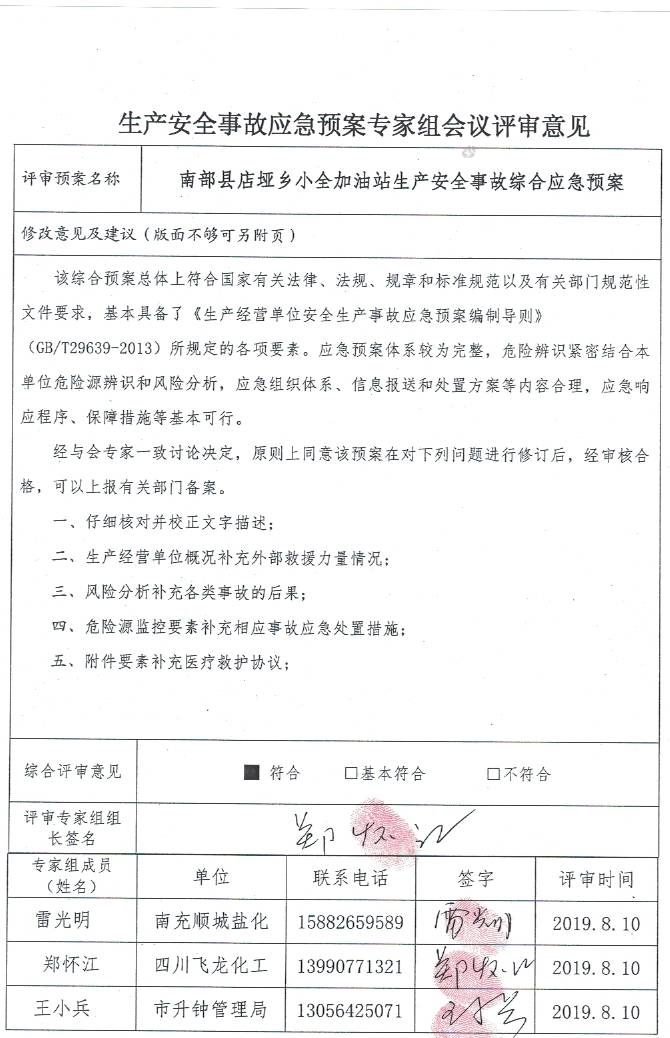 生产安全事故应急预案专家组会议评审意见
评审预案名称 南部县店垭乡小全加油站生产安全事故综合应急预案
修改意见及建议（版面不够可另附页）
该综合预案总体上符合国家有关法律、法规、规章和标准规范以及有关部门规范性
文件要求，基本具备了《生产经营单位安全生产事故应急预案编制导则》
（GB/T29639-2013）所规定的各项要素。应急预案体系较为完整，危险辨识紧密结合本
单位危险源辨识和风险分析，应急组织体系、信息报送和处置方案等内容合理，应急响
应程序、保障措施等基本可行。
经与会专家一致讨论决定，原则上同意该预案在对下列问题进行修订后，经审核合
格，可以上报有关部门备案。
一、仔细核对并校正文字描述；
二、生产经营单位概况补充外部救援力量情况；
三、风险分析补充各类事故的后果；
四、危险源监控要素补充相应事故应急处置措施；
五、附件要素补充医疗救护协议；
综合评审意见 ■ 符合 □基本符合 □不符合
评审专家组组
长签名 郑怀江
专家组成员
（姓名） 单位 联系电话 签字 评审时间
雷光明 南充顺城盐化 15882659589 雷光明 2019.8.10
郑怀江 四川飞龙化工 13990771321 郑怀江 2019.8.10
王小兵 市升钟管理局 13056425071 王小兵 2019.8.10